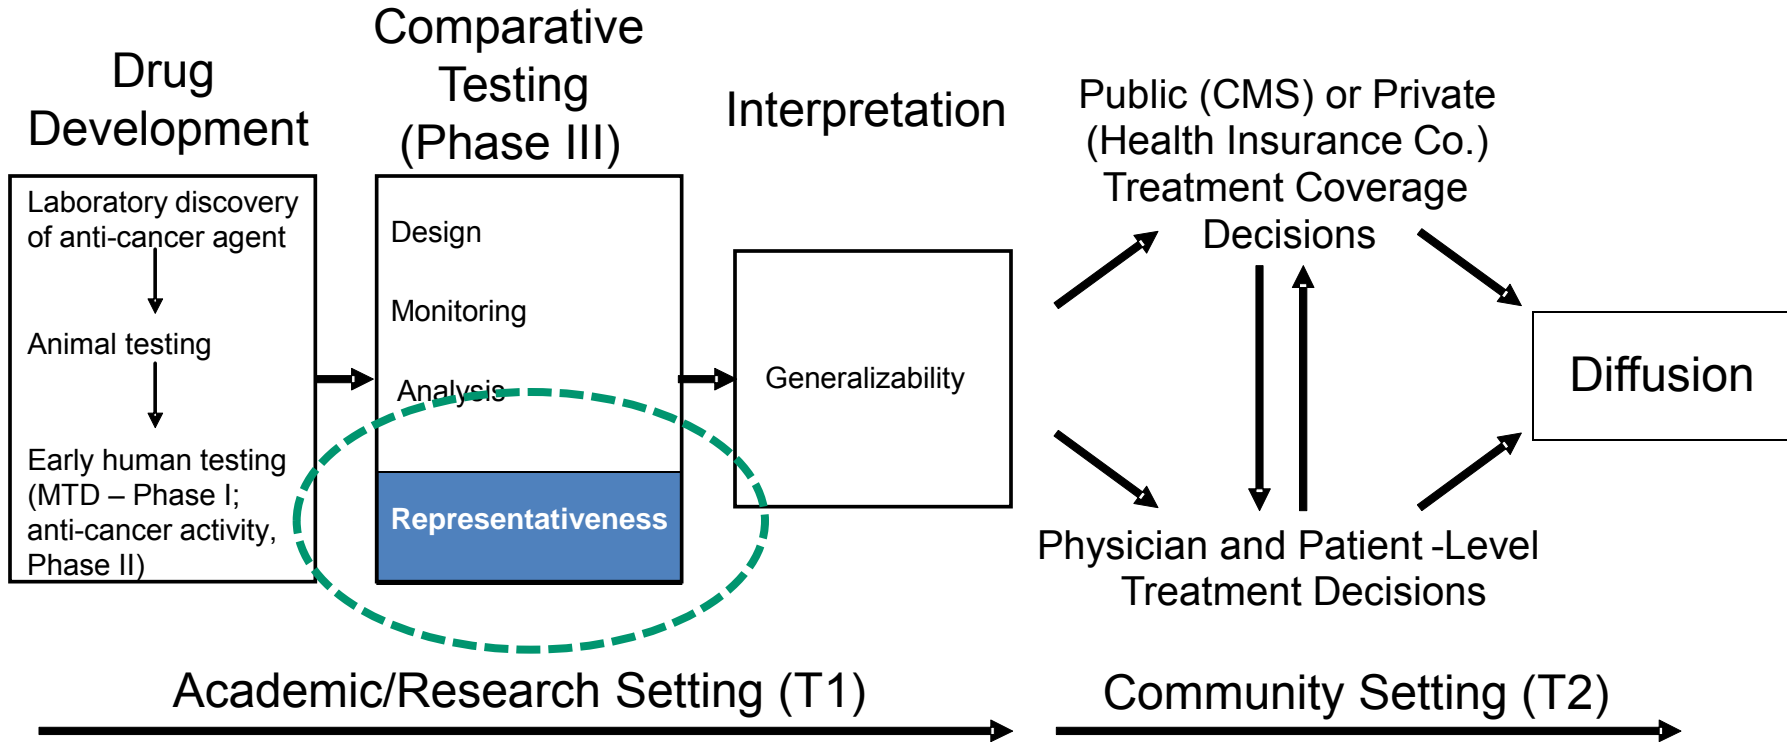 Drug
Development
Laboratory discovery
of anti-cancer agent
Animal testing
Early human testing
(MTD – Phase I;
anti-cancer activity,
Phase II)
Comparative
Testing
(Phase III)
Design
Monitoring
Analysis
Representativeness
Interpretation
Generalizability
Public (CMS) or Private
(Health Insurance Co.)
Treatment Coverage
Decisions
Physician and Patient -Level
Treatment Decisions
Diffusion
Academic/Research Setting (T1)
Community Setting (T2)